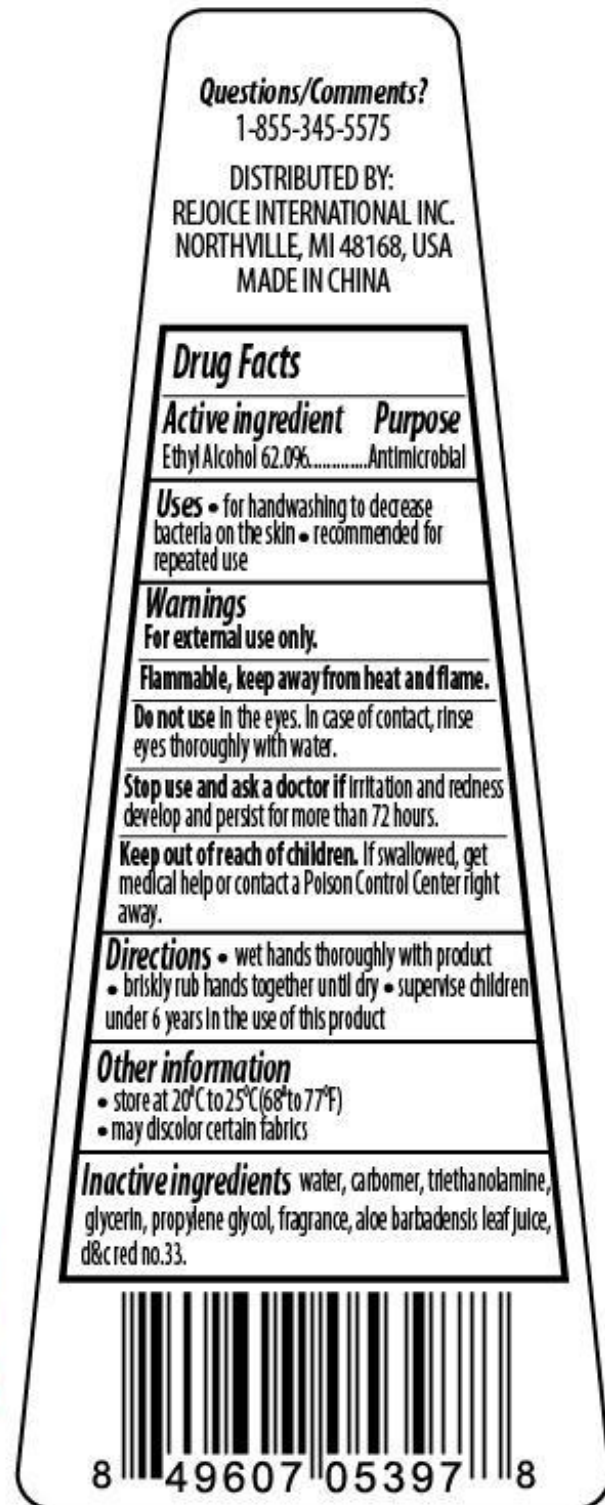 Questions/Comments?
1-855-345-5575
DISTRIBUTED BY:
REJOICE INTERNATIONAL INC.
NORTHVILLE, MI 48168, USA
MADE IN CHINA
Drug Facts
Active ingredient Purpose
Ethyl Alcohol 62.0%..............Antimicrobial
Uses • for handwashing to decrease
bacteria on the skin • recommended for
repeated use
Warnings
For external use only.
Flammable, keep away from heat and flame.
Do not use in the eyes. In case of contact, rinse
eyes thoroughly with water.
Stop use and ask a doctor if irritation and redness
develop and persist for more than 72 hours.
Keep out of reach of children. If swallowed, get
medical help or contact a Poison Control Center right
away.
Directions • wet hands thoroughly with product
• briskly rub hands together until dry • supervise children
under 6 years in the use of this product
Other information
• store at 20°C to 25°C(68°to 77°F)
• may discolor certain fabrics
Inactive ingredients water, carbomer, triethanolamine,
glycerin, propylene glycol, fragrance, aloe barbadensis leaf juice,
d&c red no.33.
8 49607 05397 8